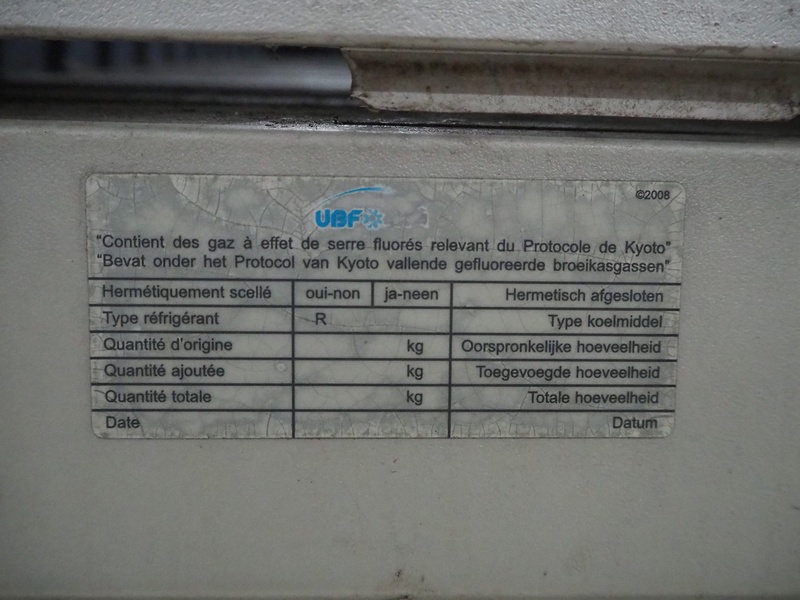 ©2008
UBF
"Contient des gaz à effet de serre fluorés relevant du Protocole de Kyoto"
"Bevat onder het Protocol van Kyoto vallende gefluoreerde broeikasgassen"
Hermétiquement scellé oui-non ja-neen Hermetisch afgesloten
Type réfrigérant R Type koelmiddel
Quantité d'origine kg Oorspronkelijke hoeveelheid
Quantité ajoutée kg Toegevoegde hoeveelheid
Quantité totale kg Totale hoeveelheid
Date Datum